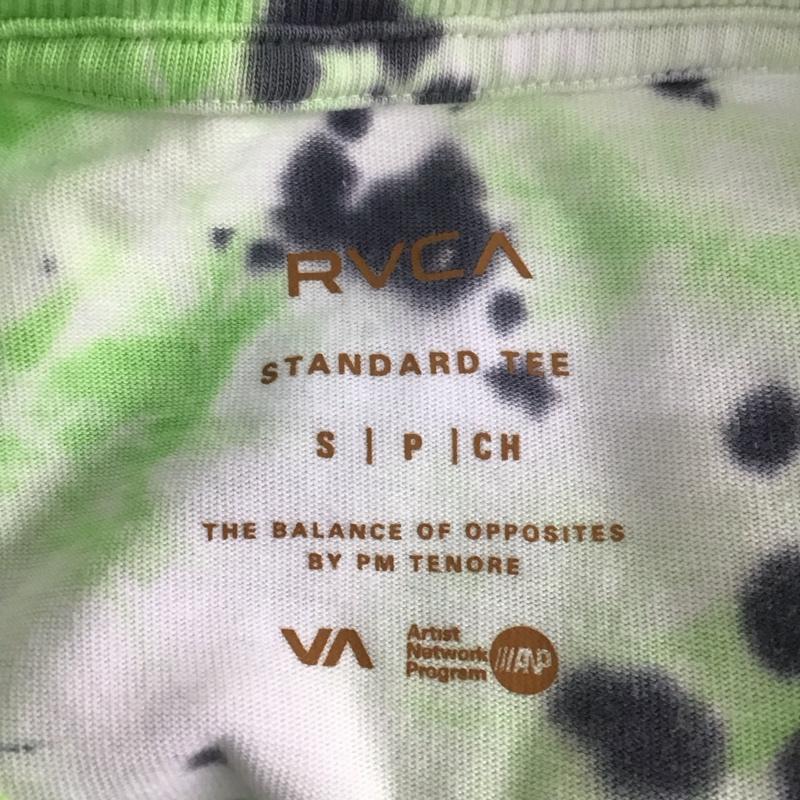 RVCA
STANDARD TEE
S | P | CH
THE BALANCE OF OPPOSITES
BY PM TENORE
VA
Artist
Network
Program
///ANP